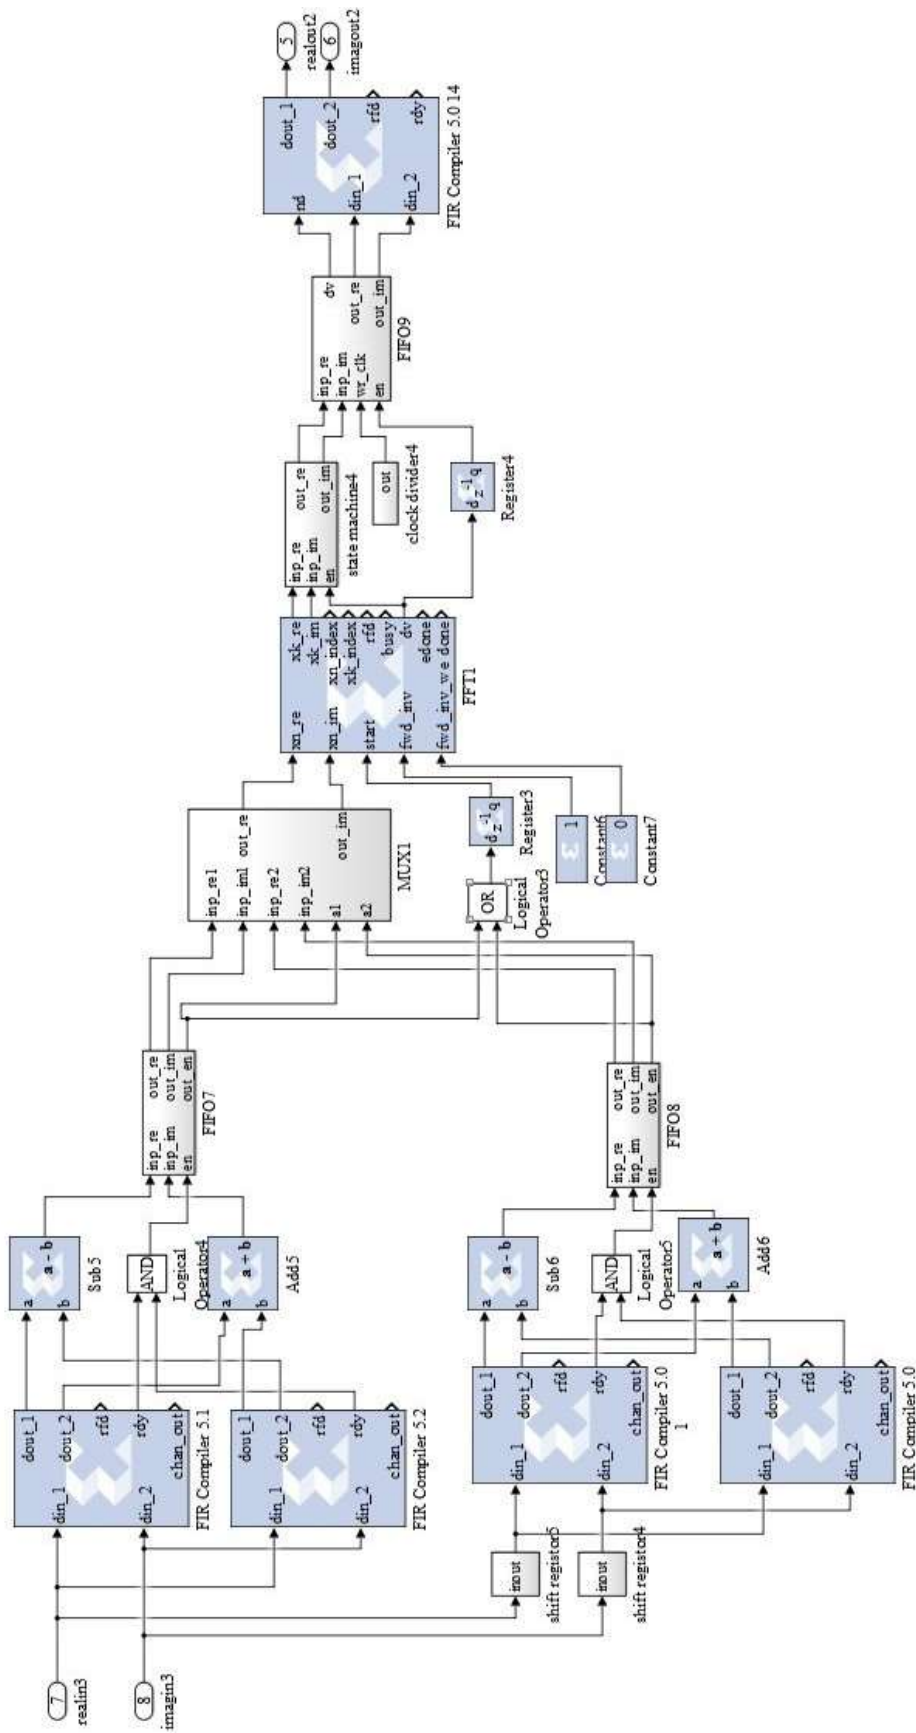 7
realin3
8
imagin3
din_1
din_2
dout_1
dout_2
rfd
rdy
chan_out
FIR Compiler 5.1
din_1
din_2
dout_1
dout_2
rfd
rdy
chan_out
FIR Compiler 5.2
inout
shift registor5
inout
shift registor4
din_1
din_2
dout_1
dout_2
rfd
rdy
chan_out
FIR Compiler 5.0
1
din_1
din_2
dout_1
dout_2
rfd
rdy
chan_out
FIR Compiler 5.0
a
b
a - b
Sub5
AND
Logical
Operator4
a
b
a + b
Add5
a
b
a - b
Sub6
AND
Logical
Operator5
a
b
a + b
Add6
inp_re
inp_im
en
out_re
out_im
out_en
FIFO7
inp_re
inp_im
en
out_re
out_im
out_en
FIFO8
inp_re1
inp_im1
inp_re2
inp_im2
a1
a2
out_re
out_im
MUX1
OR
Logical
Operator3
d z-1 q
Register3
1
Constant6
0
Constant7
xn_re
xn_im
start
fwd_inv
fwd_inv_we
xk_re
xk_im
xn_index
xk_index
rfd
busy
dv
edone
done
FFT1
inp_re
inp_im
en
out_re
out_im
state machine4
out
clock divider4
d z-1 q
Register4
inp_re
inp_im
wr_clk
en
dv
out_re
out_im
FIFO9
nd
din_1
din_2
dout_1
dout_2
rfd
rdy
FIR Compiler 5.0 14
5
realout2
6
imagout2